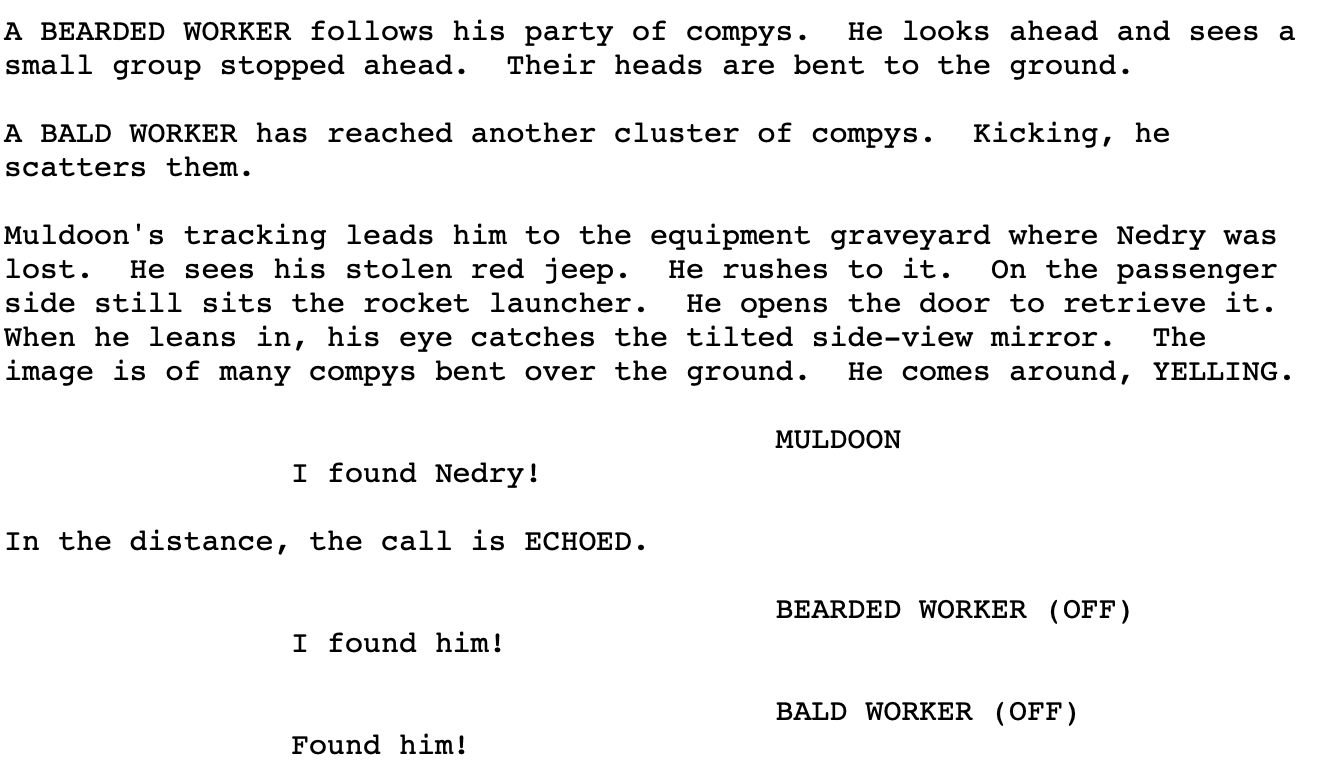 A BEARDED WORKER follows his party of compys.  He looks ahead and sees a
small group stopped ahead.  Their heads are bent to the ground.
A BALD WORKER has reached another cluster of compys.  Kicking, he
scatters them.
Muldoon's tracking leads him to the equipment graveyard where Nedry was
lost.  He sees his stolen red jeep.  He rushes to it.  On the passenger
side still sits the rocket launcher.  He opens the door to retrieve it.
When he leans in, his eye catches the tilted side-view mirror.  The
image is of many compys bent over the ground.  He comes around, YELLING.
MULDOON
I found Nedry!
In the distance, the call is ECHOED.
BEARDED WORKER (OFF)
I found him!
BALD WORKER (OFF)
Found him!